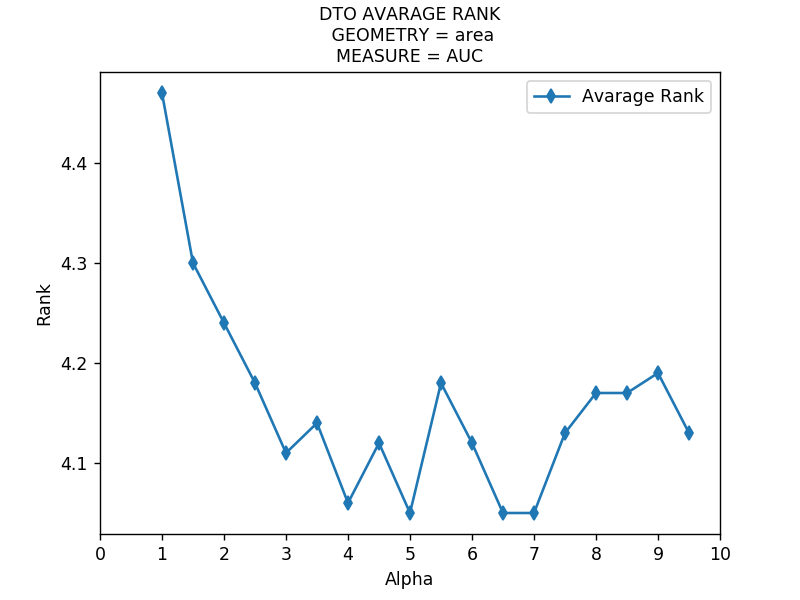 DTO AVARAGE RANK
GEOMETRY = area
MEASURE = AUC
Avarage Rank
Rank
4.4
4.3
4.2
4.1
0 1 2 3 4 5 6 7 8 9 10
Alpha